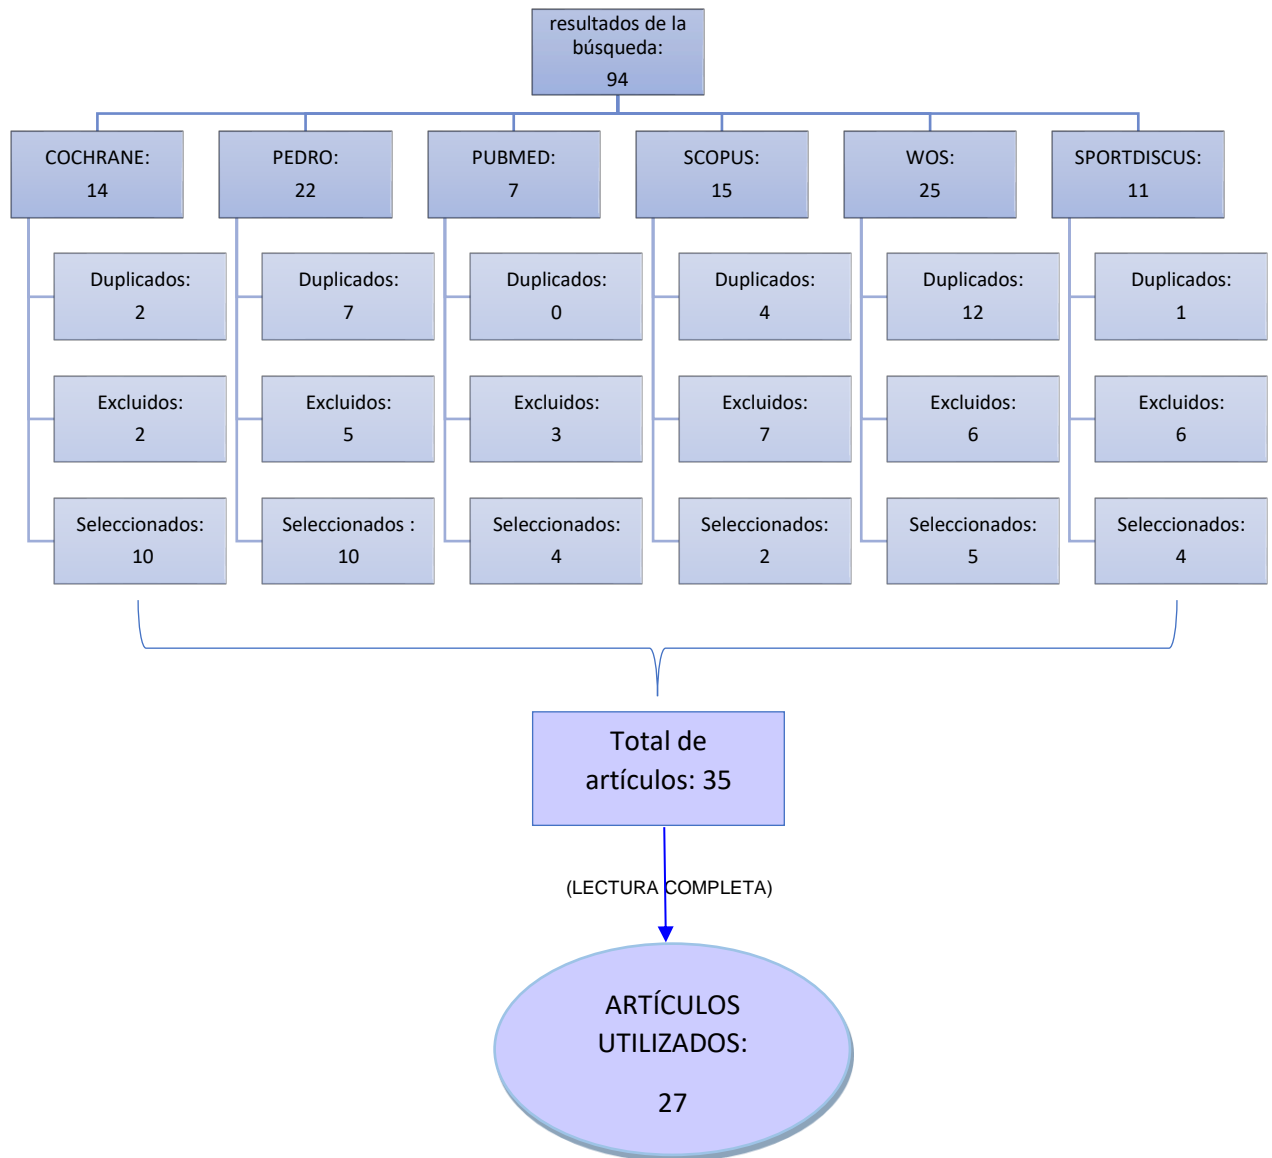 resultados de la
búsqueda:
94
COCHRANE:
14
PEDRO:
22
PUBMED:
7
SCOPUS:
15
WOS:
25
SPORTDISCUS:
11
Duplicados:
2
Duplicados:
7
Duplicados:
0
Duplicados:
4
Duplicados:
12
Duplicados:
1
Excluidos:
2
Excluidos:
5
Excluidos:
3
Excluidos:
7
Excluidos:
6
Excluidos:
6
Seleccionados:
10
Seleccionados :
10
Seleccionados:
4
Seleccionados:
2
Seleccionados:
5
Seleccionados:
4
Total de
artículos: 35
(LECTURA COMPLETA)
ARTÍCULOS
UTILIZADOS:
27